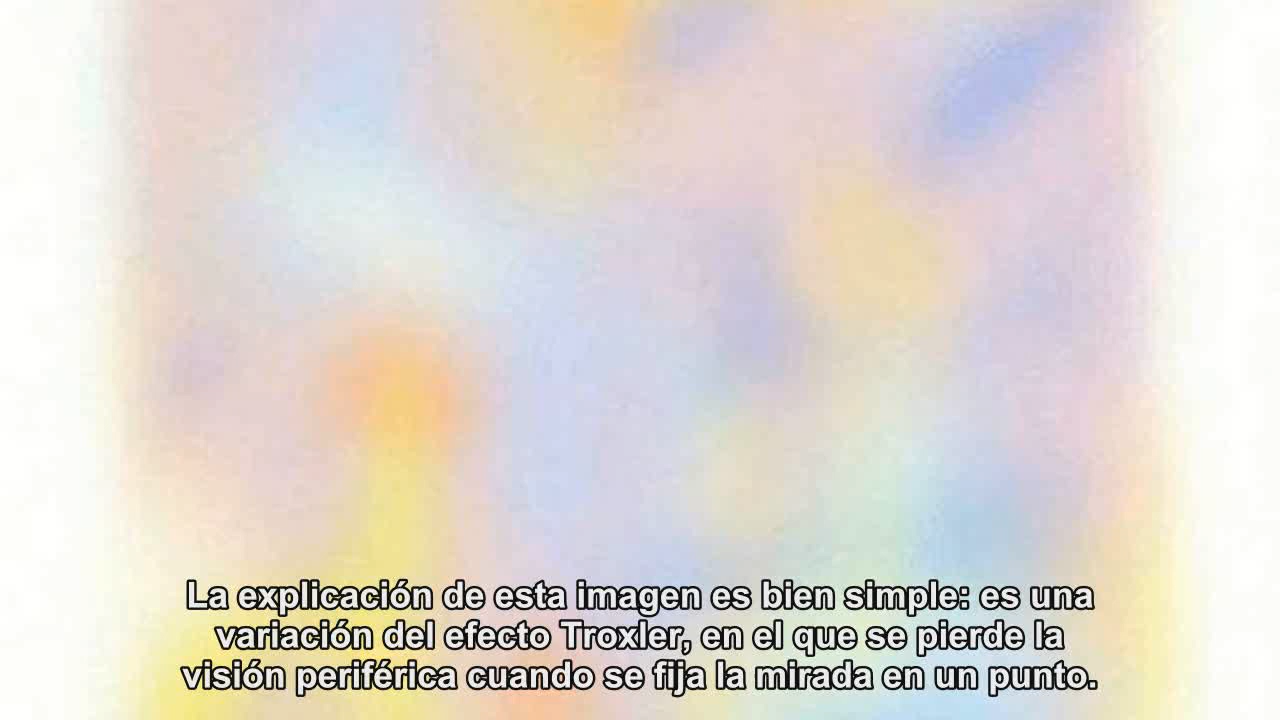 La explicación de esta imagen es bien simple: es una
variación del efecto Troxler, en el que se pierde la
visión periférica cuando se fija la mirada en un punto.